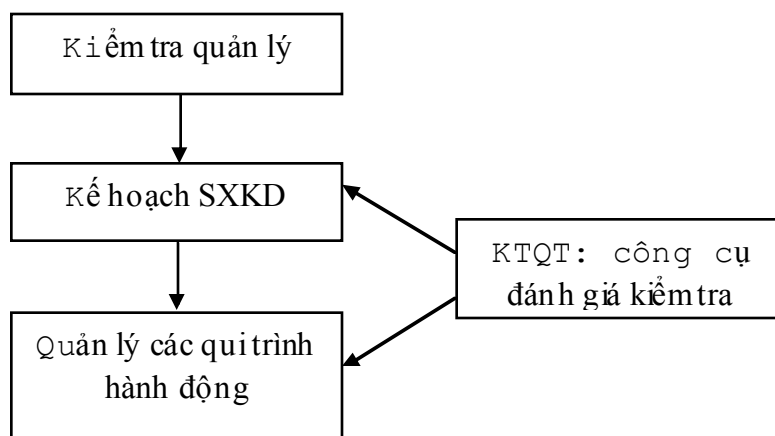 Kiểm tra quản lý
Kế hoạch SXKD
KTQT: công cụ
đánh giá kiểm tra
Quản lý các qui trình
hành động